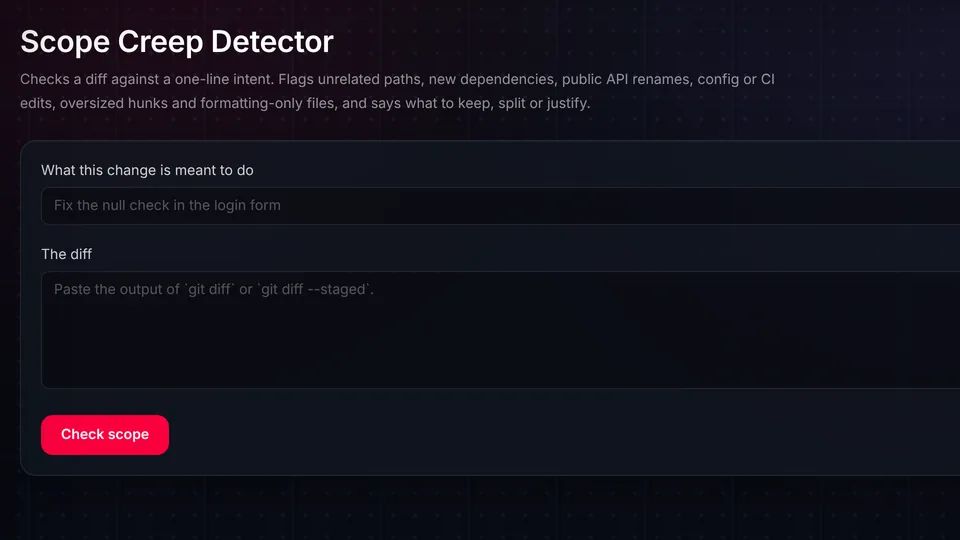 Scope Creep Detector
Checks a diff against a one-line intent. Flags unrelated paths, new dependencies, public API renames, config or CI
edits, oversized hunks and formatting-only files, and says what to keep, split or justify.
What this change is meant to do
Fix the null check in the login form
The diff
Paste the output of `git diff` or `git diff --staged`.
Check scope